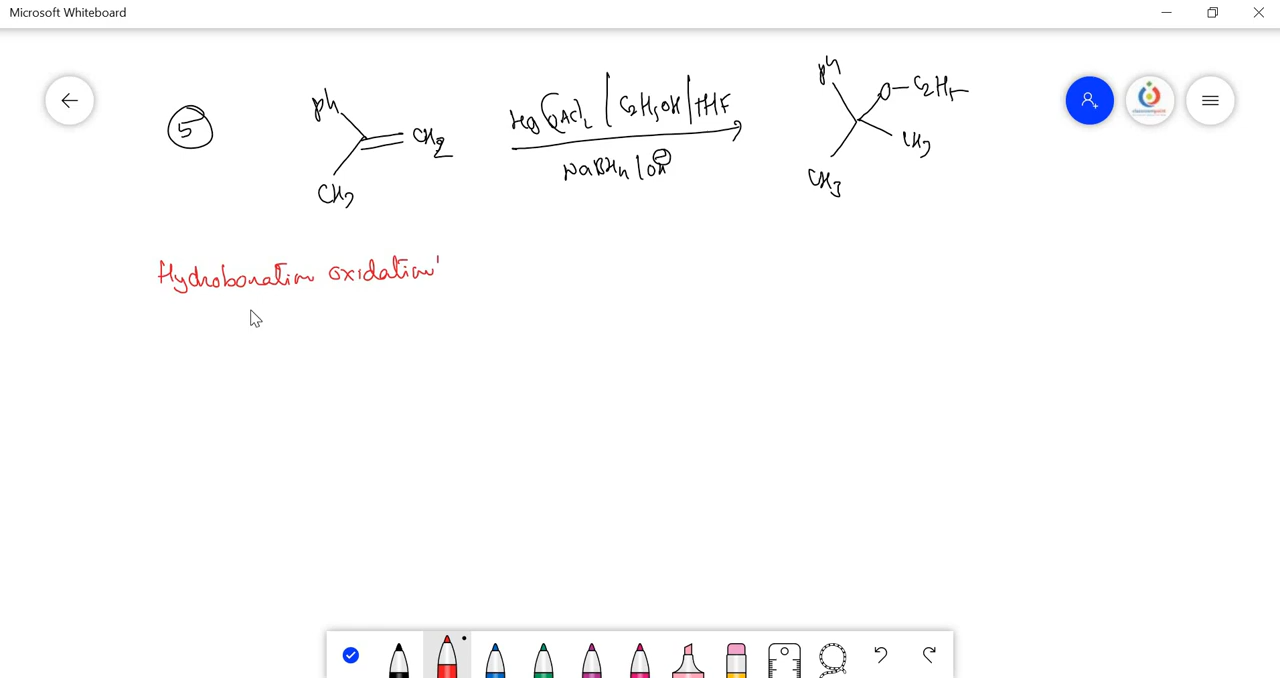 Microsoft Whiteboard
5
Ph
CH2
CH3
Hg(OAc)2 | C2H5OH | THF
NaBH4 | OH⊖
Ph
O-C2H5
CH3
CH3
Hydroboration oxidation'